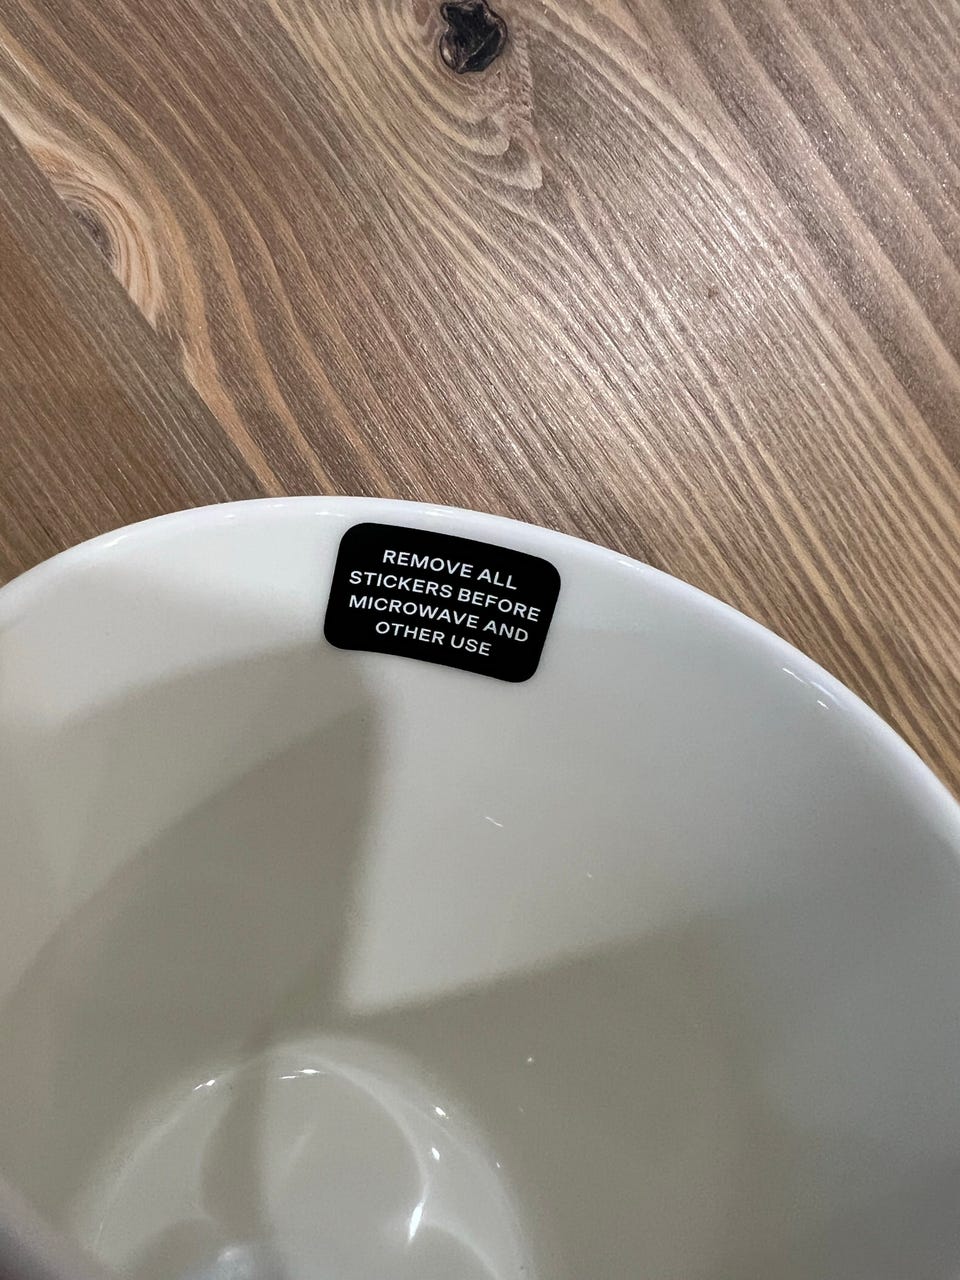 REMOVE ALL
STICKERS BEFORE
MICROWAVE AND
OTHER USE